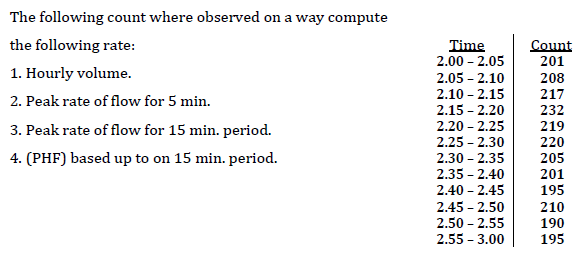 The following count where observed on a way compute
the following rate:
1. Hourly volume.
2. Peak rate of flow for 5 min.
3. Peak rate of flow for 15 min. period.
4. (PHF) based up to on 15 min. period.
Time Count
2.00 – 2.05 201
2.05 – 2.10 208
2.10 – 2.15 217
2.15 – 2.20 232
2.20 – 2.25 219
2.25 – 2.30 220
2.30 – 2.35 205
2.35 – 2.40 201
2.40 – 2.45 195
2.45 – 2.50 210
2.50 – 2.55 190
2.55 – 3.00 195